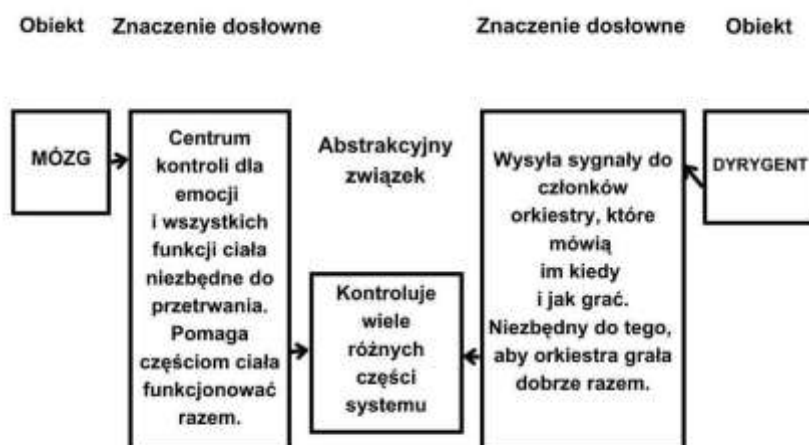 Obiekt
Znaczenie dosłowne
Znaczenie dosłowne
Obiekt
MÓZG
Centrum
kontroli dla
emocji
i wszystkich
funkcji ciała
niezbędne do
przetrwania.
Pomaga
częściom ciała
funkcjonować
razem.
Abstrakcyjny
związek
Kontroluje
wiele
różnych
części
systemu
Wysyła sygnały do
członków
orkiestry, które
mówią
im kiedy
i jak grać.
Niezbędny do tego,
aby orkiestra grała
dobrze razem.
DYRYGENT